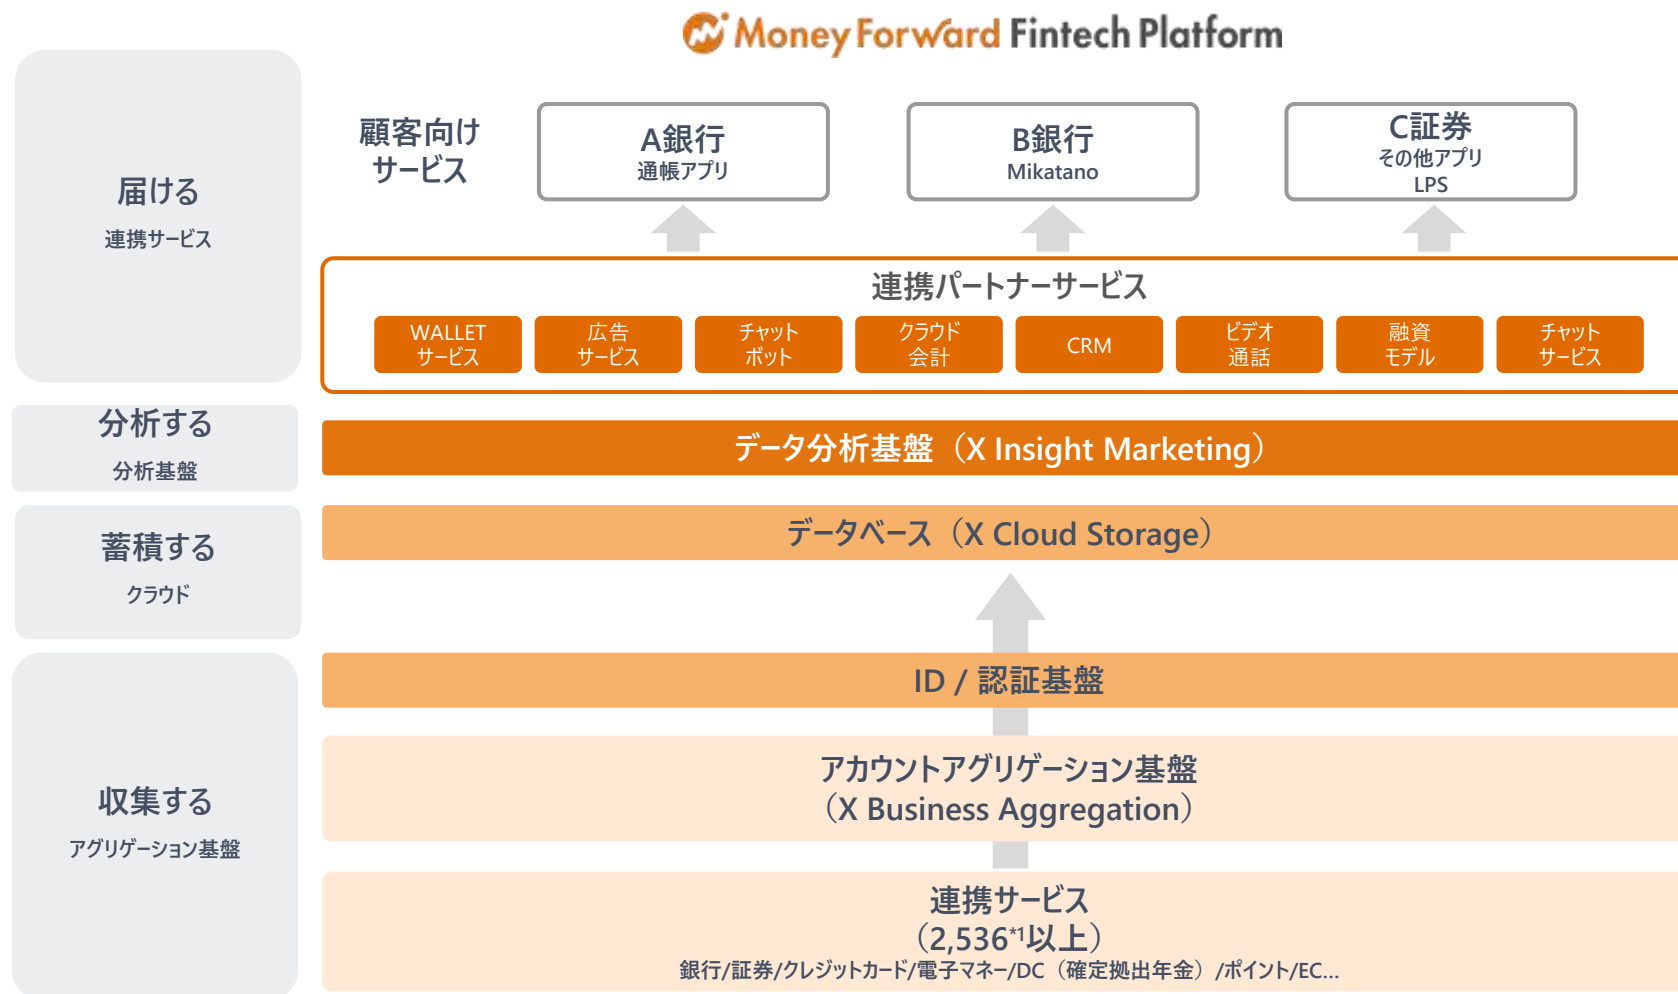 Money Forward Fintech Platform
届ける
連携サービス
顧客向け
サービス
A銀行
通帳アプリ
B銀行
Mikatano
C証券
その他アプリ
LPS
連携パートナーサービス
WALLET
サービス
広告
サービス
チャット
ボット
クラウド
会計
CRM
ビデオ
通話
融資
モデル
チャット
サービス
分析する
分析基盤
データ分析基盤（X Insight Marketing）
蓄積する
クラウド
データベース（X Cloud Storage）
収集する
アグリゲーション基盤
ID / 認証基盤
アカウントアグリゲーション基盤
（X Business Aggregation）
連携サービス
（2,536*1以上）
銀行/証券/クレジットカード/電子マネー/DC（確定拠出年金）/ポイント/EC...